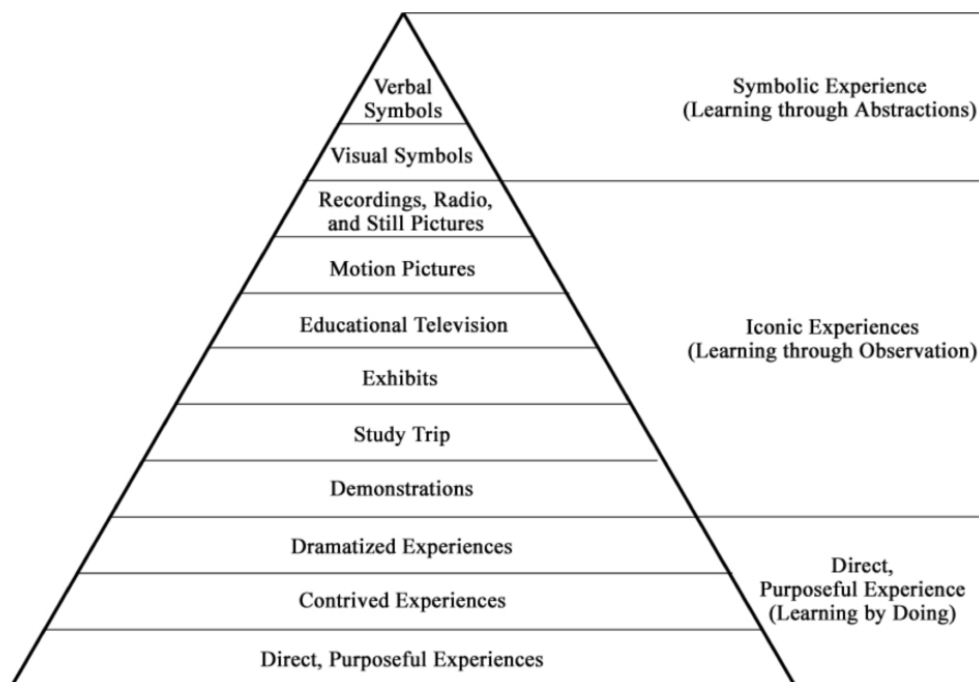 Verbal
Symbols
Visual Symbols
Recordings, Radio,
and Still Pictures
Motion Pictures
Educational Television
Exhibits
Study Trip
Demonstrations
Dramatized Experiences
Contrived Experiences
Direct, Purposeful Experiences
Symbolic Experience
(Learning through Abstractions)
Iconic Experiences
(Learning through Observation)
Direct,
Purposeful Experience
(Learning by Doing)